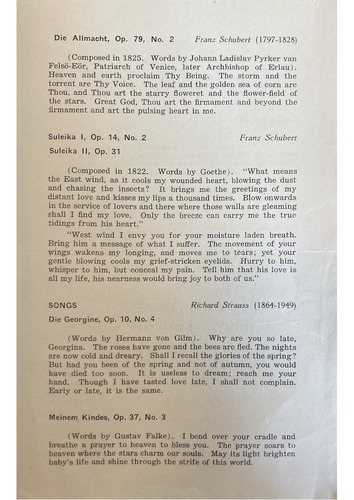 Die Allmacht, Op. 79, No. 2 Franz Schubert (1797-1828)
(Composed in 1825. Words by Johann Ladislav Pyrker van
Felsö-Eör, Patriarch of Venice, later Archbishop of Erlau).
Heaven and earth proclaim Thy Being. The storm and the
torrent are Thy Voice. The leaf and the golden sea of corn are
Thou, and Thou art the starry floweret and the flower-field of
the stars. Great God, Thou art the firmament and beyond the
firmament and art the pulsing heart in me.
Suleika I, Op. 14, No. 2 Franz Schubert
Suleika II, Op. 31
(Composed in 1822. Words by Goethe). "What means
the East wind, as it cools my wounded heart, blowing the dust
and chasing the insects? It brings me the greetings of my
distant love and kisses my lips a thousand times. Blow onwards
in the service of lovers and there where those walls are gleaming
shall I find my love. Only the breeze can carry me the true
tidings from his heart."
"West wind I envy you for your moisture laden breath.
Bring him a message of what I suffer. The movement of your
wings wakens my longing, and moves me to tears; yet your
gentle blowing cools my grief-stricken eyelids. Hurry to him,
whisper to him, but conceal my pain. Tell him that his love is
all my life, his nearness would bring joy to both of us."
SONGS Richard Strauss (1864-1949)
Die Georgine, Op. 10, No. 4
(Words by Hermann von Gilm). Why are you so late,
Georgina. The roses have gone and the bees are fled. The nights
are now cold and dreary. Shall I recall the glories of the spring?
But had you been of the spring and not of autumn, you would
have died too soon. It is useless to dream; reach me your
hand. Though I have tasted love late, I shall not complain.
Early or late, it is the same.
Meinem Kindes, Op. 37, No. 3
(Words by Gustav Falke). I bend over your cradle and
breathe a prayer to heaven to bless you. The prayer soars to
heaven where the stars charm our souls. May its light brighten
baby's life and shine through the strife of this world.